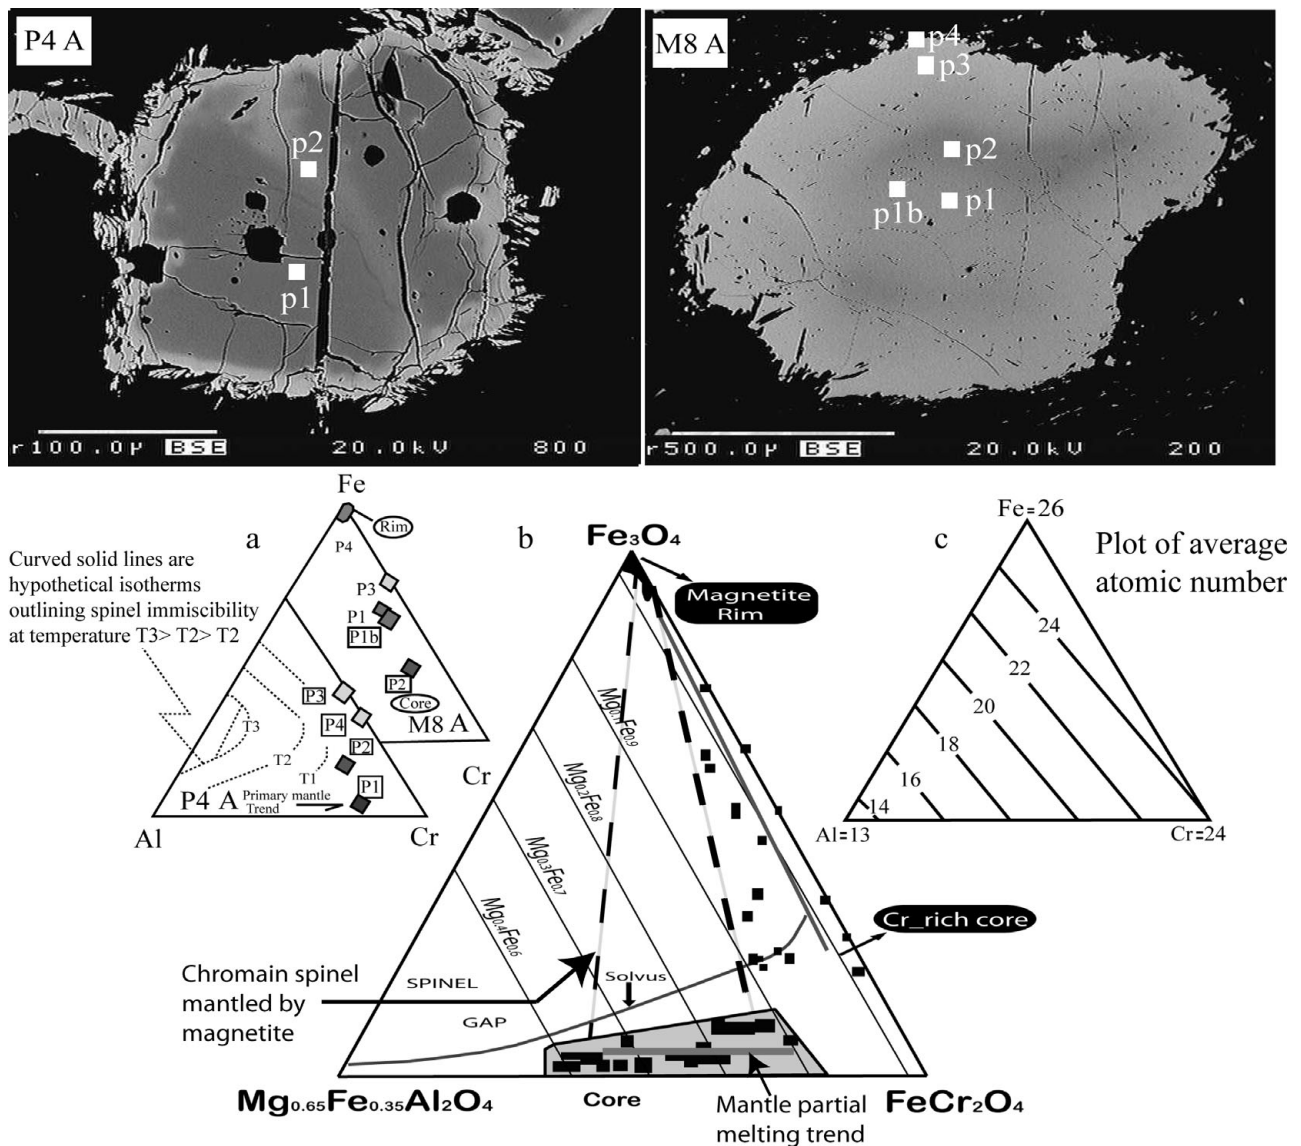 P4 A
p2
p1
r100.0μ BSE 20.0kV 800
M8 A
p4
p3
p2
p1b
p1
r500.0μ BSE 20.0kV 200
a
Fe
Rim
P4
P3
P1
P1b
P2
Core
M8 A
Cr
Curved solid lines are
hypothetical isotherms
outlining spinel immiscibility
at temperature T3> T2> T2
P3
P4
P2
P1
T3
T2
T1
P4 A
Primary mantle
Trend
Al
Cr
b
Fe3O4
Magnetite
Rim
Mg0.1Fe0.9
Mg0.2Fe0.8
Mg0.3Fe0.7
Mg0.4Fe0.6
Cr_rich core
Chromain spinel
mantled by
magnetite
SPINEL
GAP
Solvus
Mg0.65Fe0.35Al2O4
Core
Mantle partial
melting trend
FeCr2O4
c
Fe=26
Plot of average
atomic number
24
22
20
18
16
14
Al=13
Cr=24